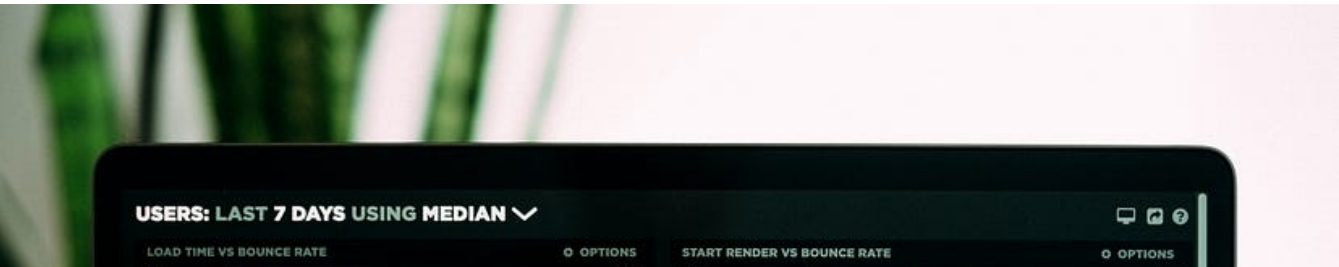 USERS: LAST 7 DAYS USING MEDIAN
LOAD TIME VS BOUNCE RATE OPTIONS START RENDER VS BOUNCE RATE OPTIONS